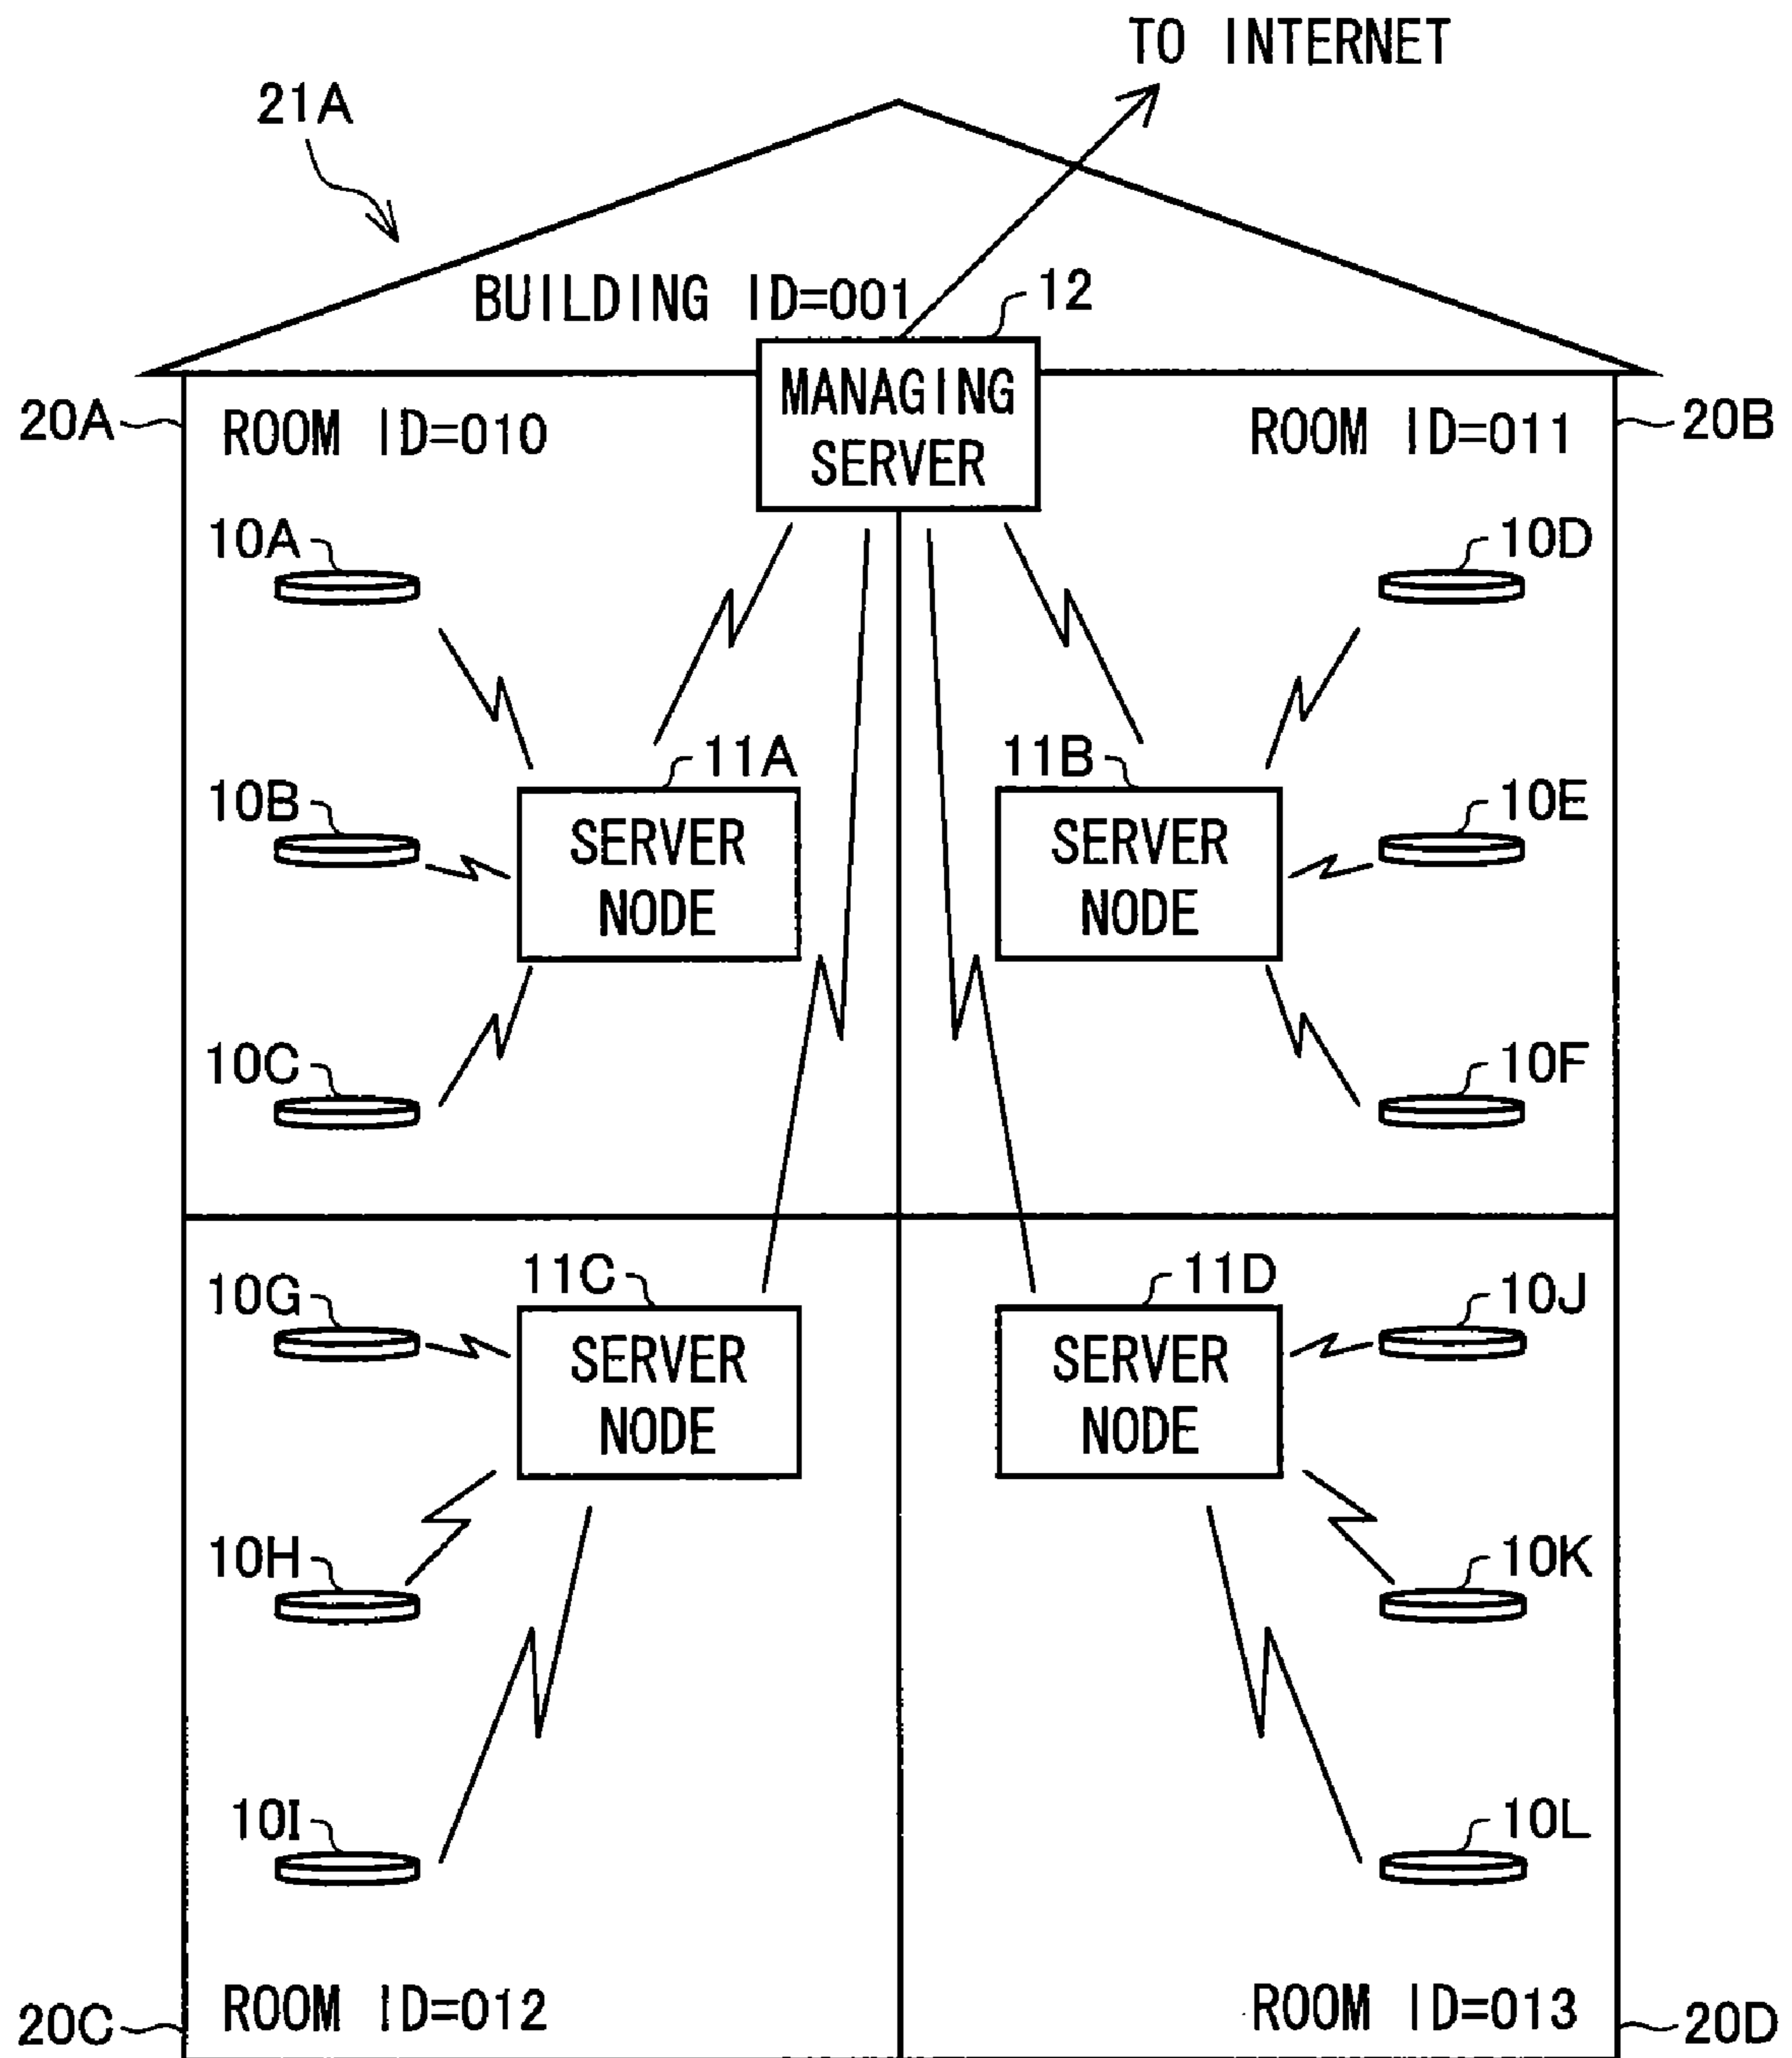 TO INTERNET
21A
BUILDING ID=001
12
MANAGING
SERVER
20A
ROOM ID=010
ROOM ID=011
20B
10A
10D
11A
11B
10B
10E
SERVER
NODE
SERVER
NODE
10C
10F
10G
11C
11D
10J
SERVER
NODE
SERVER
NODE
10H
10K
10I
10L
20C
ROOM ID=012
ROOM ID=013
20D